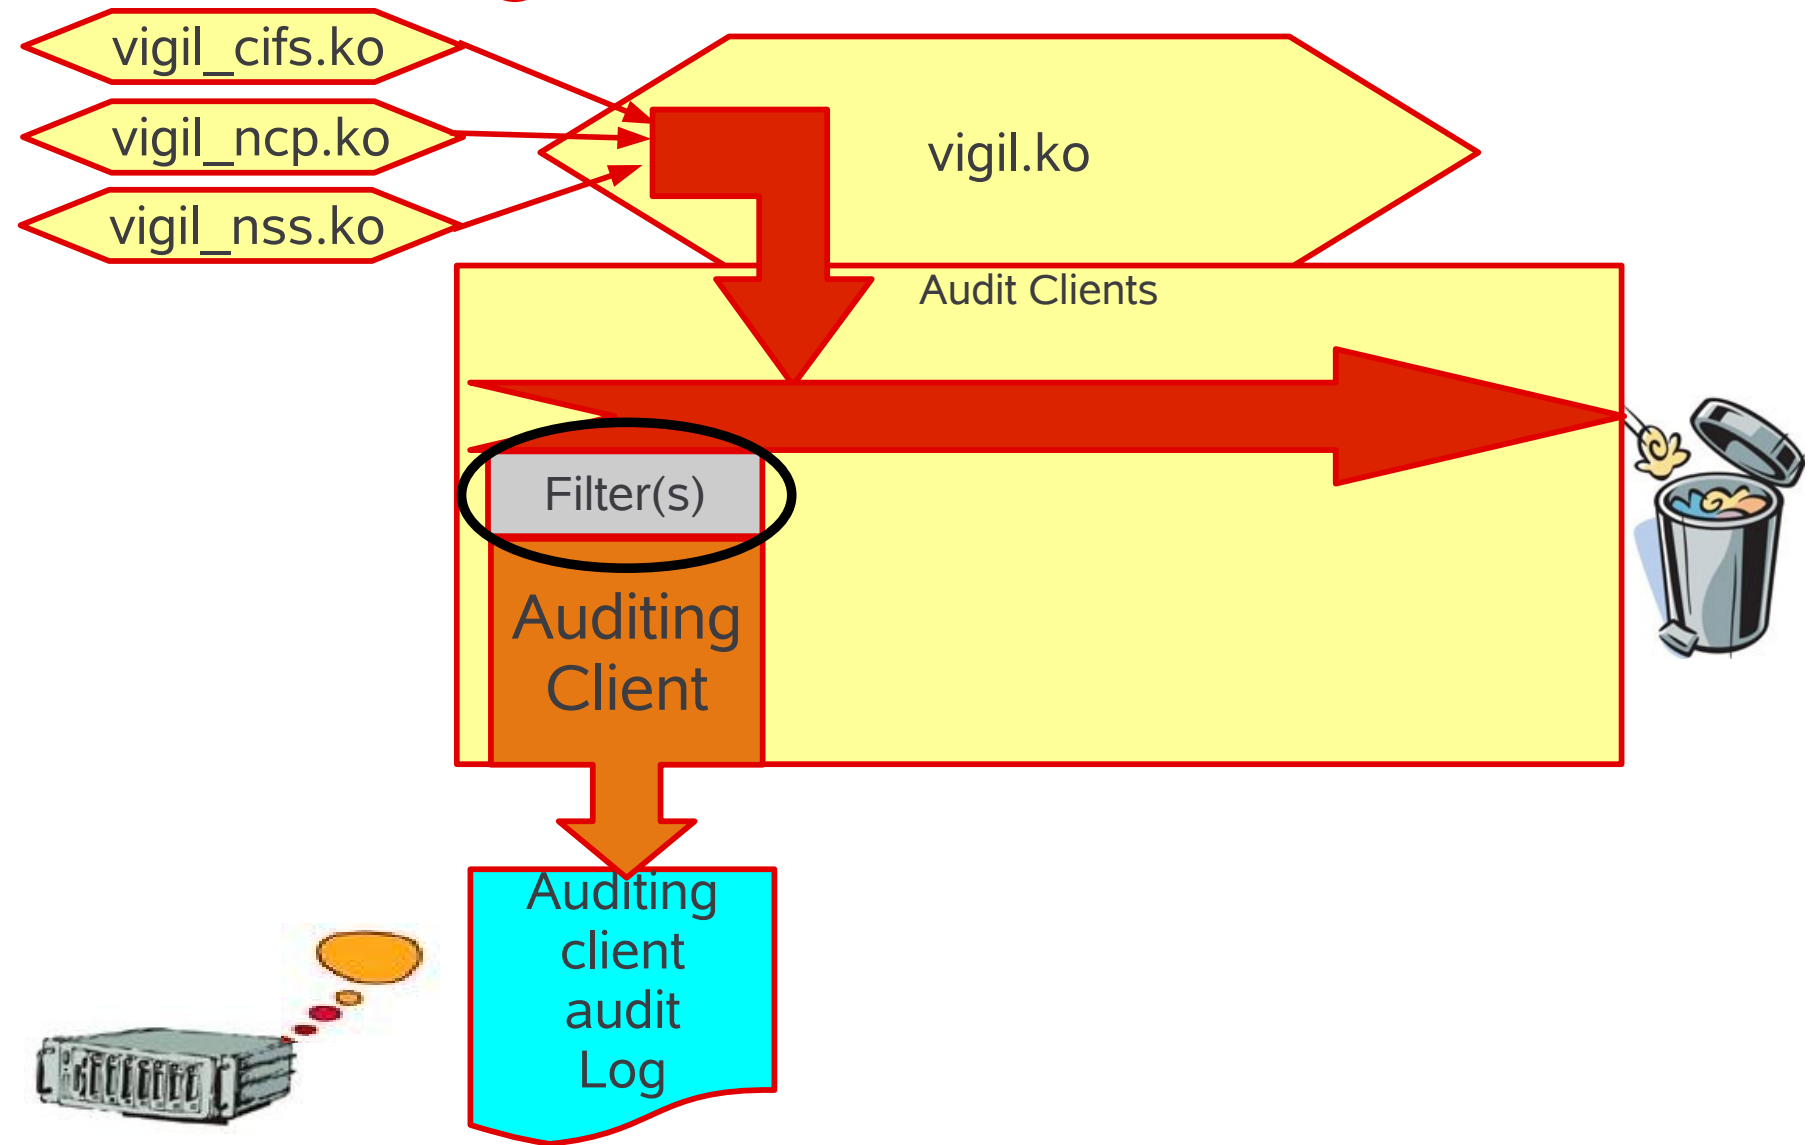 vigil_cifs.ko
vigil_ncp.ko
vigil.ko
vigil_nss.ko
Audit Clients
Filter(s)
Auditing
Client
Auditing
client
audit
Log